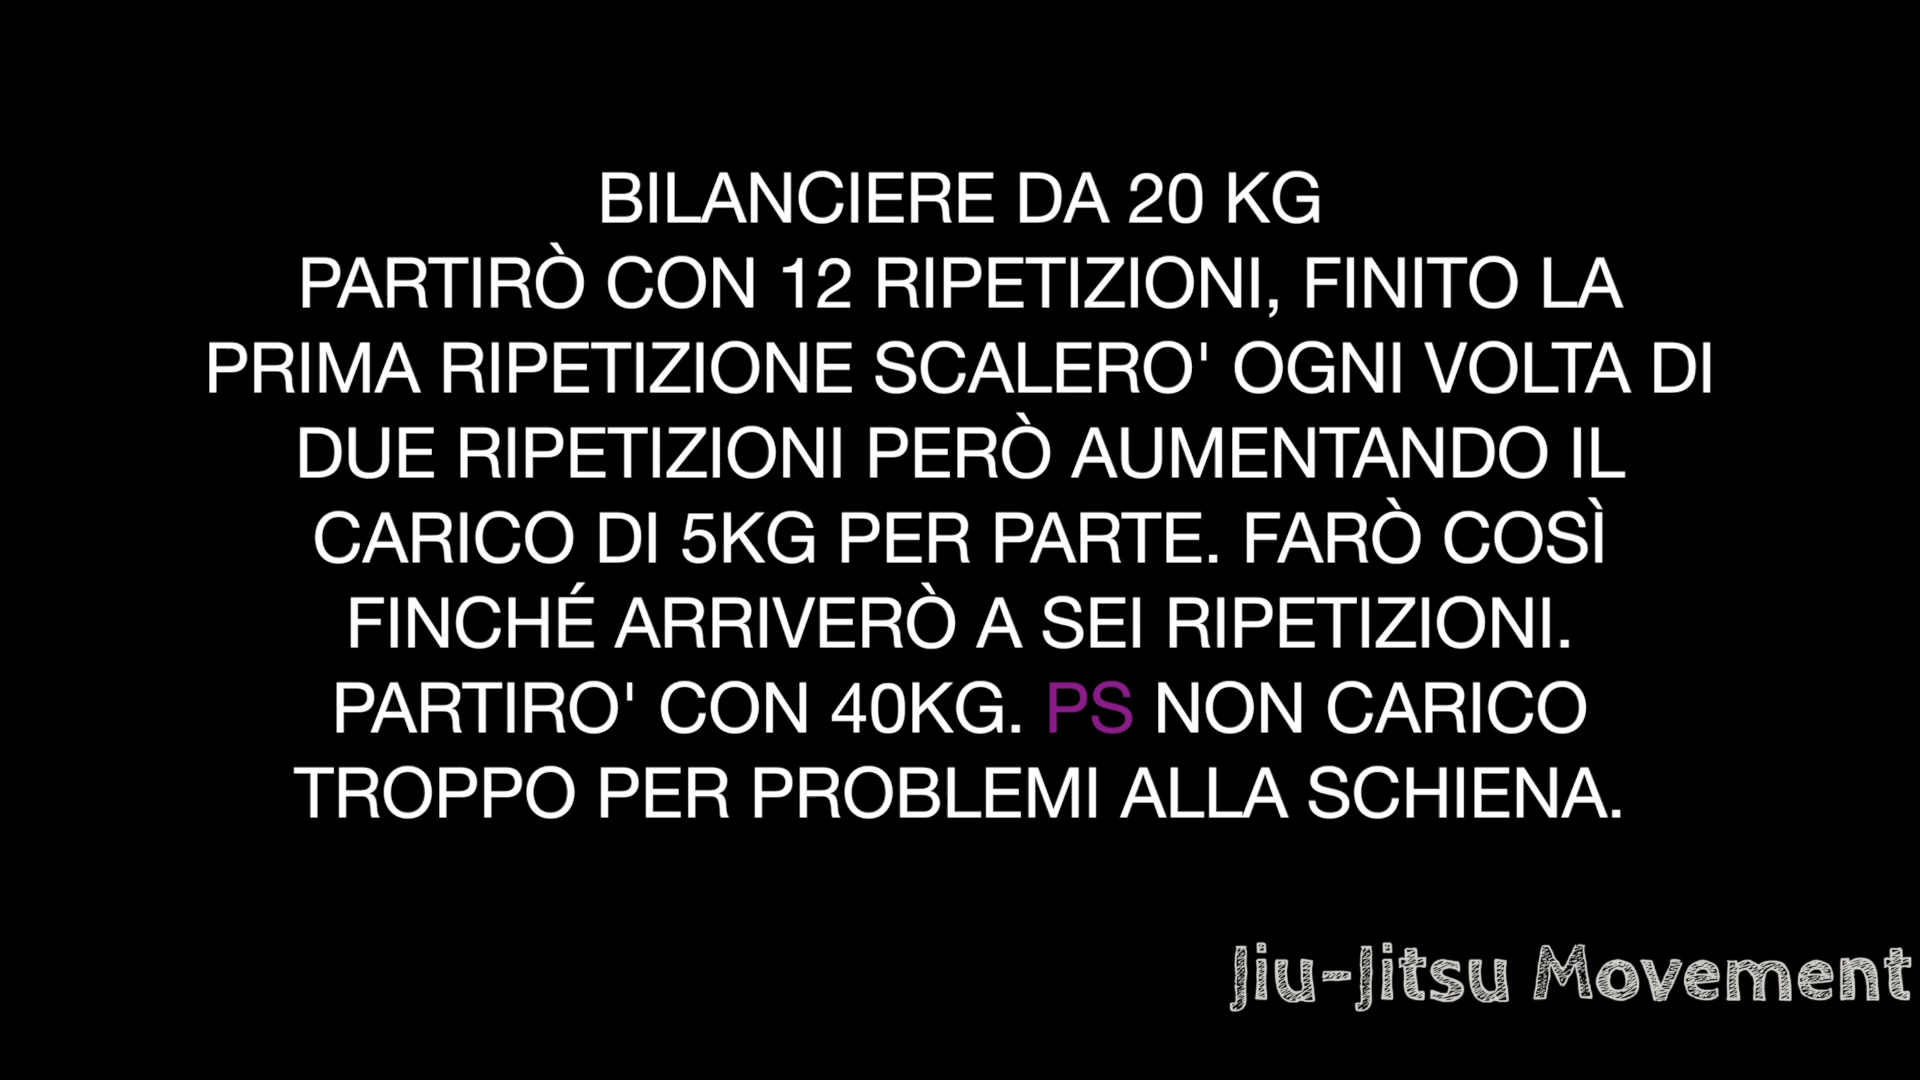 BILANCIERE DA 20 KG
PARTIRÒ CON 12 RIPETIZIONI, FINITO LA
PRIMA RIPETIZIONE SCALERO' OGNI VOLTA DI
DUE RIPETIZIONI PERÒ AUMENTANDO IL
CARICO DI 5KG PER PARTE. FARÒ COSÌ
FINCHÉ ARRIVERÒ A SEI RIPETIZIONI.
PARTIRO' CON 40KG. PS NON CARICO
TROPPO PER PROBLEMI ALLA SCHIENA.
Jiu-Jitsu Movement